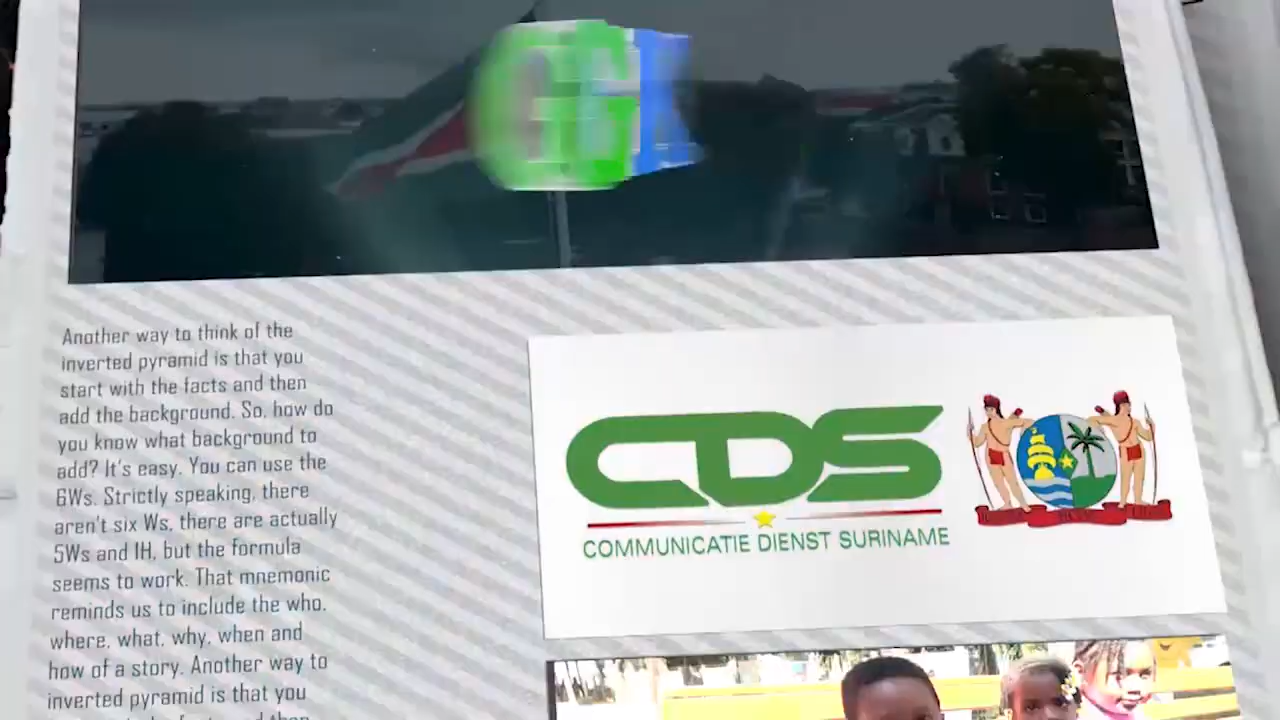 Another way to think of the
inverted pyramid is that you
start with the facts and then
add the background. So, how do
you know what background to
add? It's easy. You can use the
6Ws. Strictly speaking, there
aren't six Ws, there are actually
5Ws and 1H, but the formula
seems to work. That mnemonic
reminds us to include the who,
where, what, why, when and
how of a story. Another way to
inverted pyramid is that you
CDS
COMMUNICATIE DIENST SURINAME